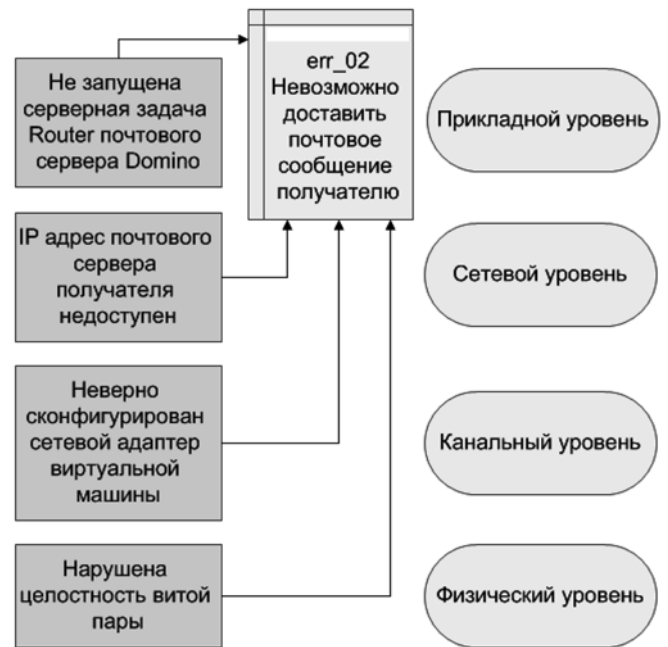 Не запущена
серверная задача
Router почтового
сервера Domino
err_02
Невозможно
доставить
почтовое
сообщение
получателю
Прикладной уровень
IP адрес почтового
сервера
получателя
недоступен
Сетевой уровень
Неверно
сконфигурирован
сетевой адаптер
виртуальной
машины
Канальный уровень
Нарушена
целостность витой
пары
Физический уровень